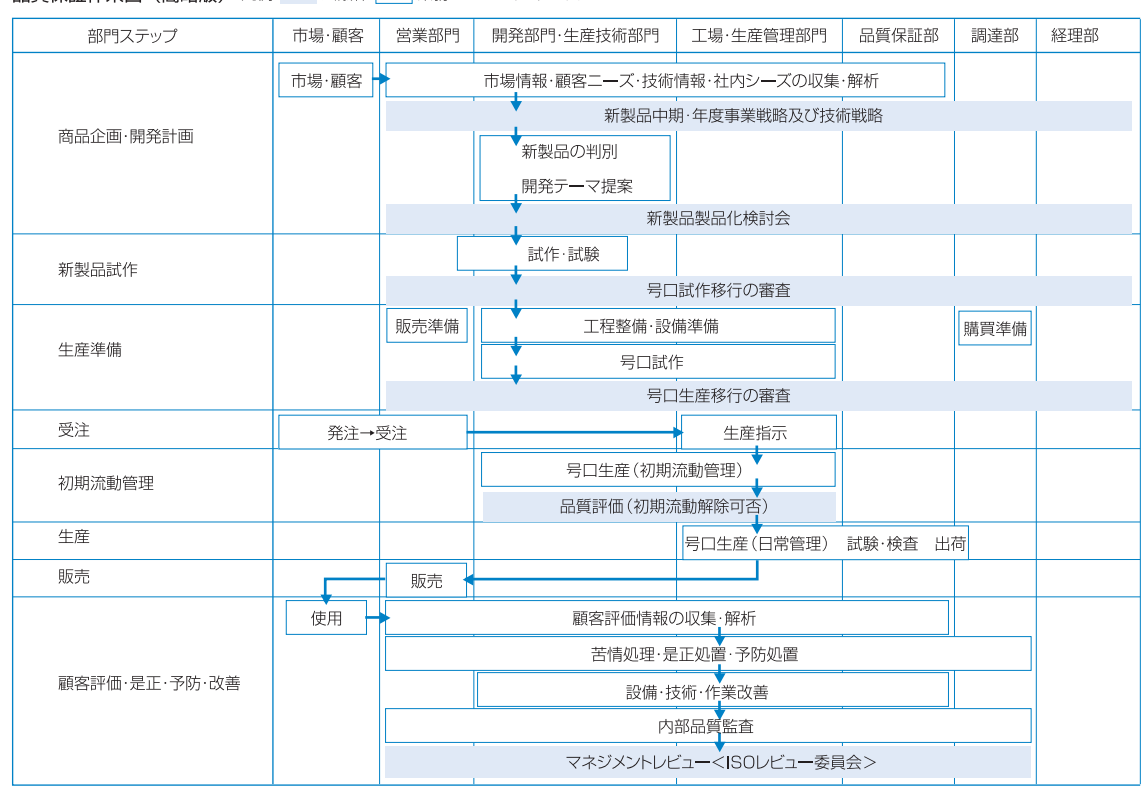 部門ステップ 市場・顧客 営業部門 開発部門・生産技術部門 工場・生産管理部門 品質保証部 調達部 経理部
商品企画・開発計画
市場・顧客 市場情報・顧客ニーズ・技術情報・社内シーズの収集・解析
新製品中期・年度事業戦略及び技術戦略
新製品の判別
開発テーマ提案
新製品製品化検討会
新製品試作
試作・試験
号口試作移行の審査
生産準備
販売準備 工程整備・設備準備 購買準備
号口試作
号口生産移行の審査
受注
発注→受注 生産指示
初期流動管理
号口生産（初期流動管理）
品質評価（初期流動解除可否）
生産
号口生産（日常管理） 試験・検査 出荷
販売
販売
顧客評価・是正・予防・改善
使用 顧客評価情報の収集・解析
苦情処理・是正処置・予防処置
設備・技術・作業改善
内部品質監査
マネジメントレビュー＜ISOレビュー委員会＞